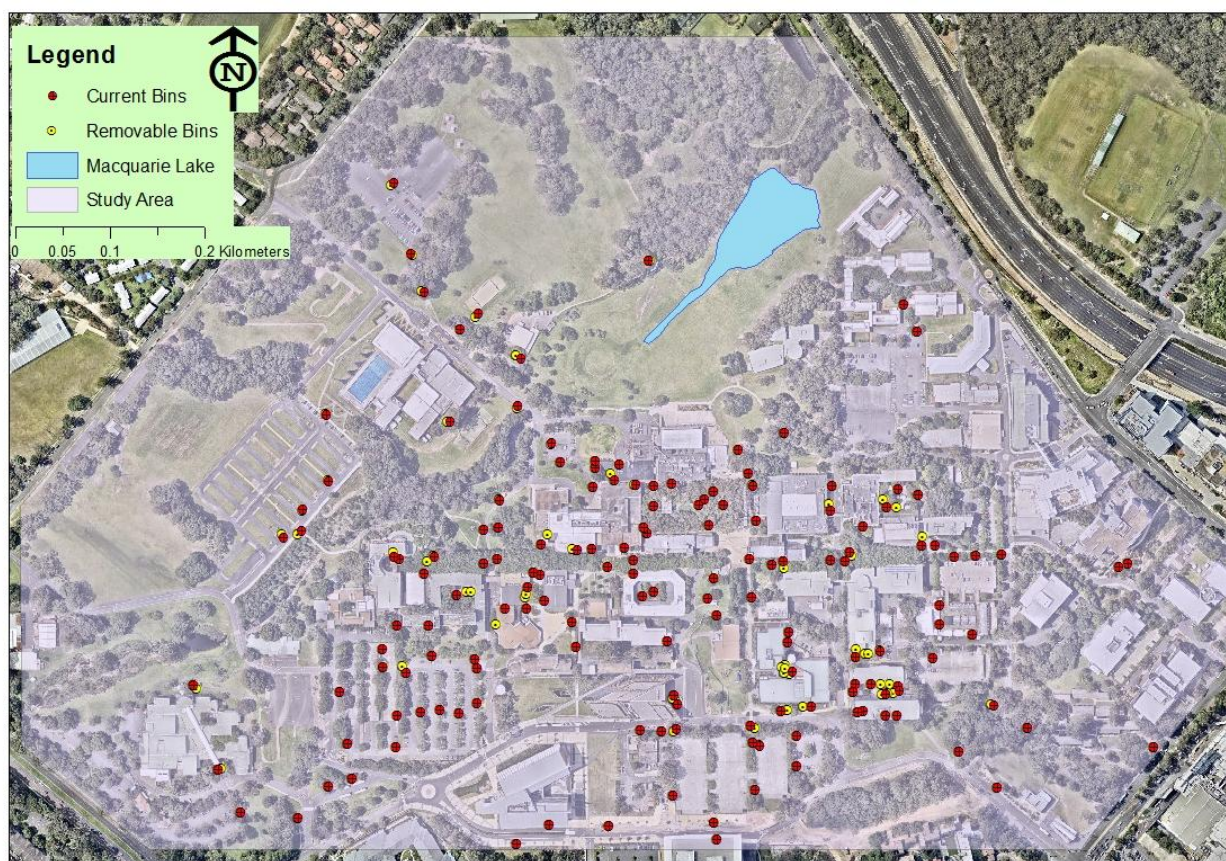 Legend
N
Current Bins
Removable Bins
Macquarie Lake
Study Area
0 0.05 0.1 0.2 Kilometers